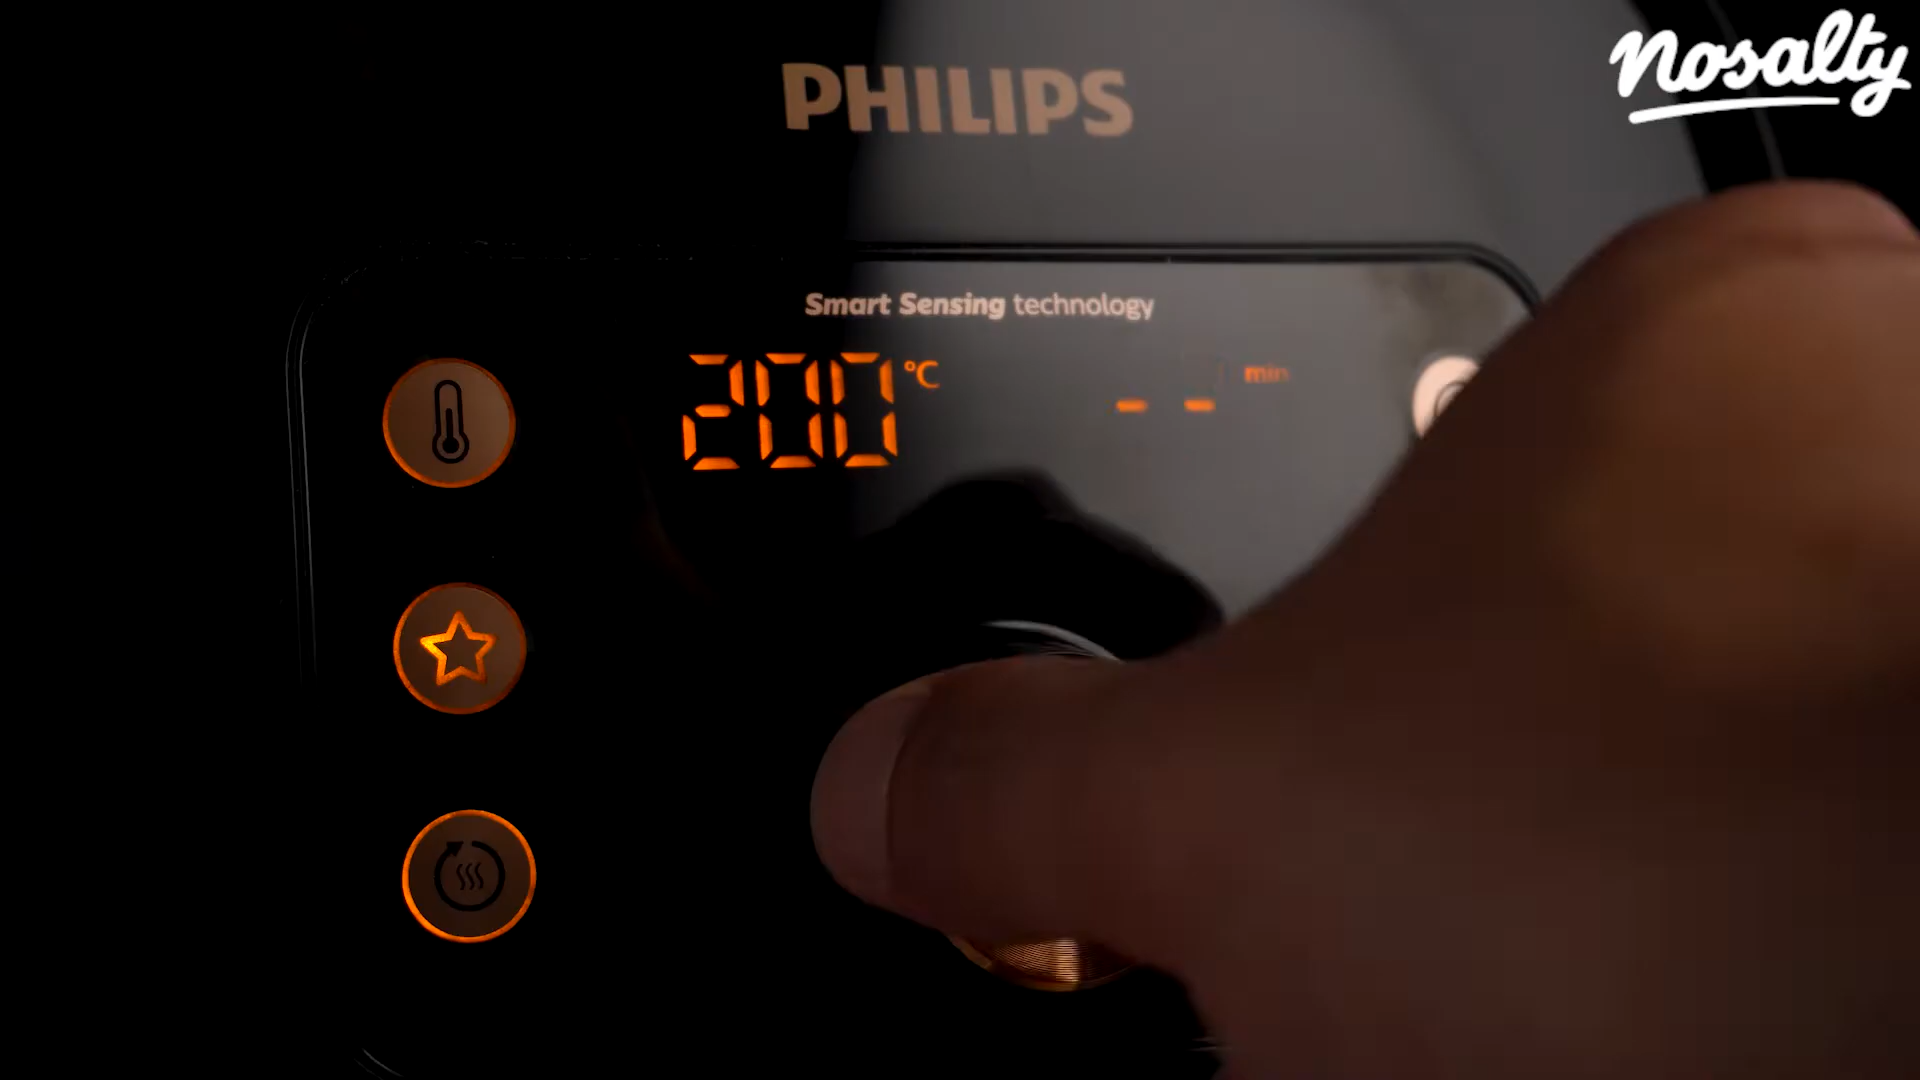 nosalty
PHILIPS
Smart Sensing technology
200 °C
- - min